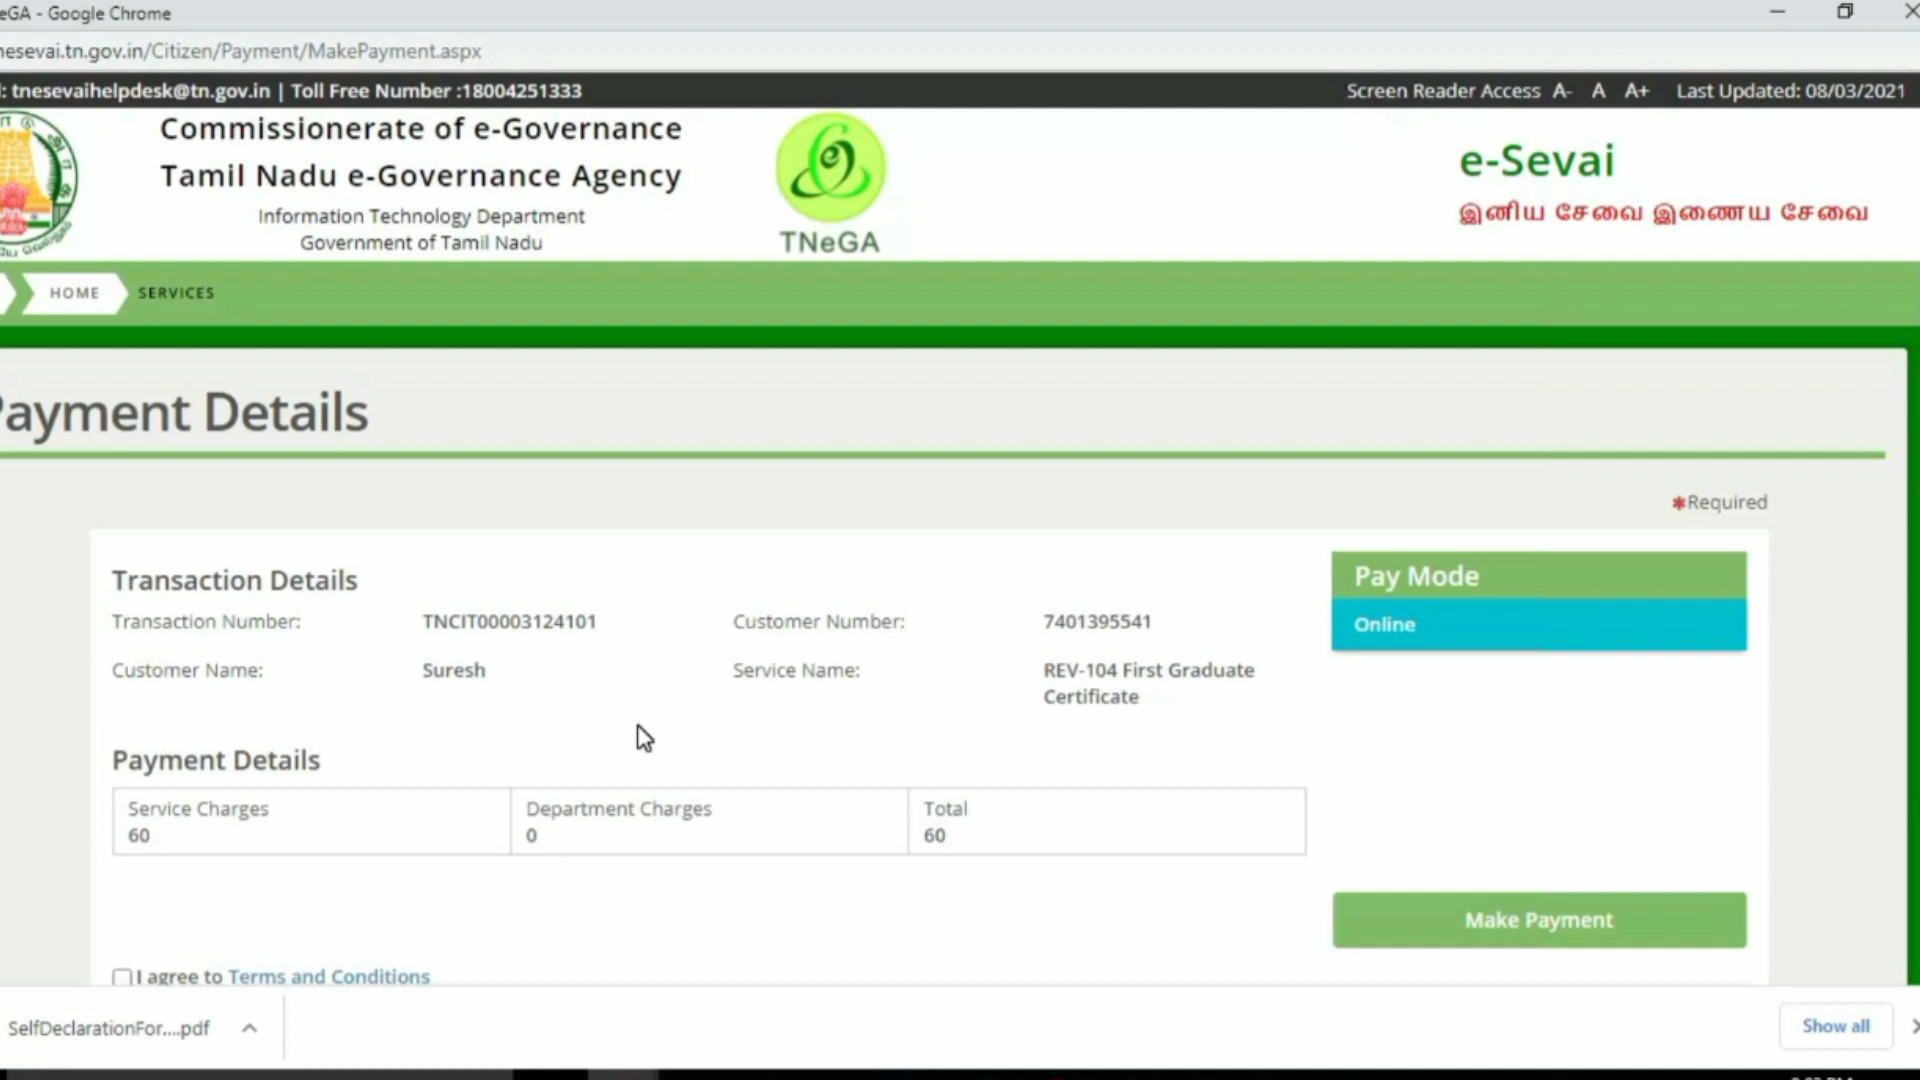 eGA - Google Chrome
nesevai.tn.gov.in/Citizen/Payment/MakePayment.aspx
: tnesevaihelpdesk@tn.gov.in | Toll Free Number :18004251333
Screen Reader Access A- A A+ Last Updated: 08/03/2021
Commissionerate of e-Governance
Tamil Nadu e-Governance Agency
Information Technology Department
Government of Tamil Nadu
TNeGA
e-Sevai
இனிய சேவை இணைய சேவை
HOME SERVICES
Payment Details
*Required
Transaction Details
Transaction Number: TNCIT00003124101 Customer Number: 7401395541
Customer Name: Suresh Service Name: REV-104 First Graduate
Certificate
Pay Mode
Online
Payment Details
Service Charges Department Charges Total
60 0 60
Make Payment
I agree to Terms and Conditions
SelfDeclarationFor....pdf
Show all